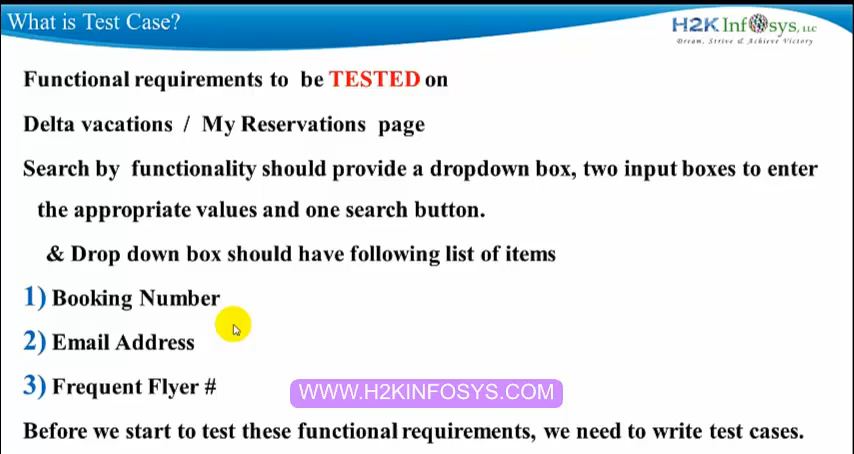 What is Test Case?
H2K Infosys, LLC
Dream, Strive & Achieve Victory
Functional requirements to be TESTED on
Delta vacations / My Reservations page
Search by functionality should provide a dropdown box, two input boxes to enter
the appropriate values and one search button.
& Drop down box should have following list of items
1) Booking Number
2) Email Address
3) Frequent Flyer #
WWW.H2KINFOSYS.COM
Before we start to test these functional requirements, we need to write test cases.